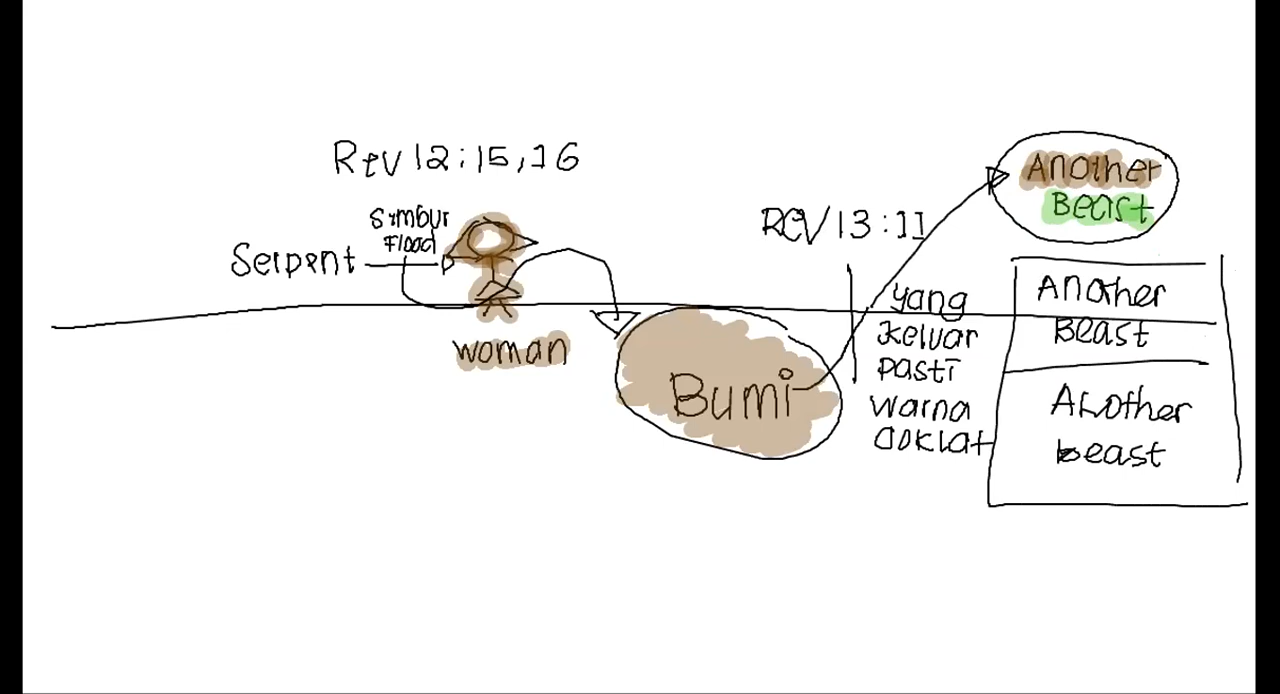 Rev 12:15,16
Sembur
Flood
Serpent
woman
Bumi
REV 13:11
yang
keluar
pasti
warna
coklat
Another
Beast
Another
Beast
Another
beast